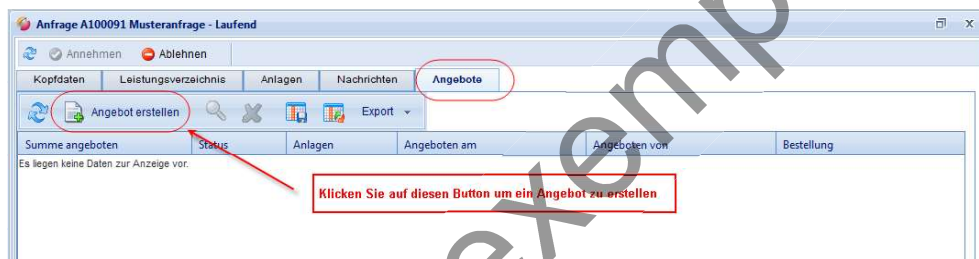 Anfrage A100091 Musteranfrage - Laufend
Annehmen Ablehnen
Kopfdaten Leistungsverzeichnis Anlagen Nachrichten Angebote
Angebot erstellen Export
Summe angeboten Status Anlagen Angeboten am Angeboten von Bestellung
Es liegen keine Daten zur Anzeige vor.
Klicken Sie auf diesen Button um ein Angebot zu erstellen